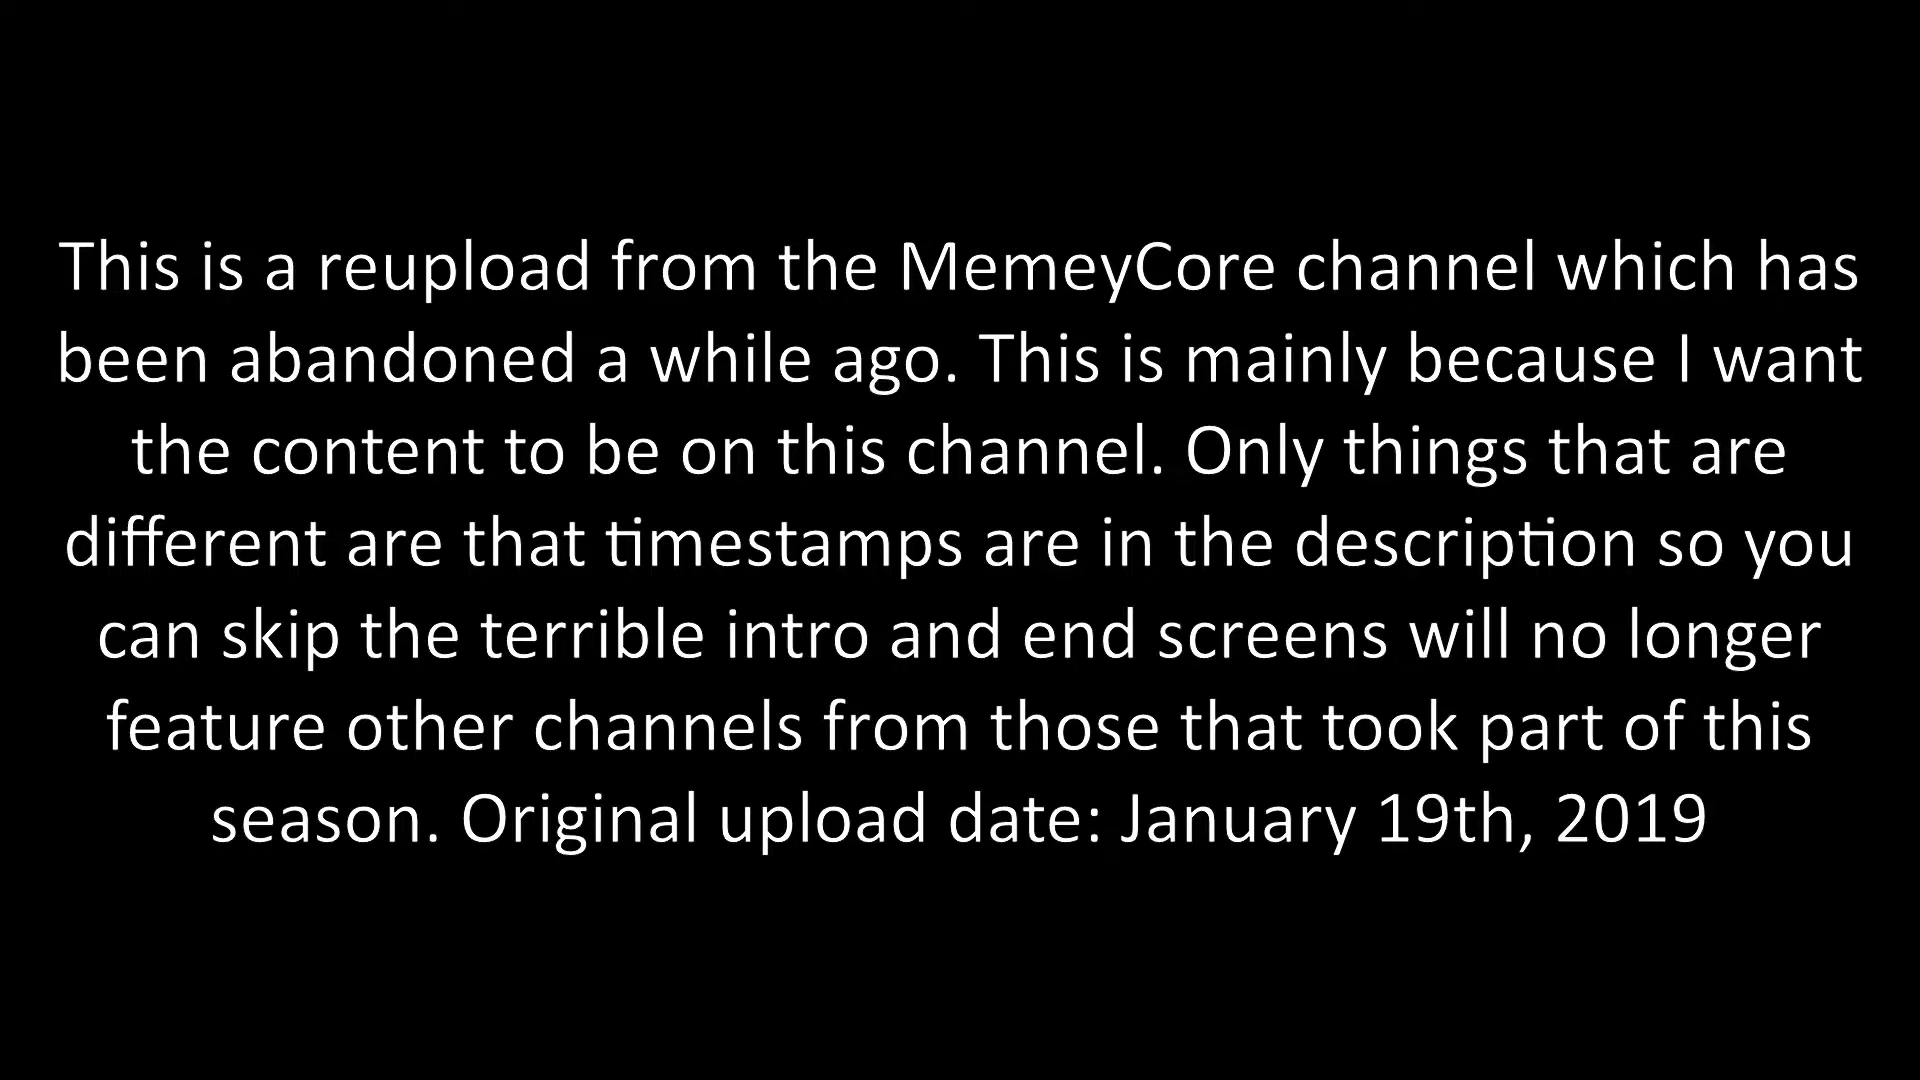 This is a reupload from the MemeyCore channel which has
been abandoned a while ago. This is mainly because I want
the content to be on this channel. Only things that are
different are that timestamps are in the description so you
can skip the terrible intro and end screens will no longer
feature other channels from those that took part of this
season. Original upload date: January 19th, 2019